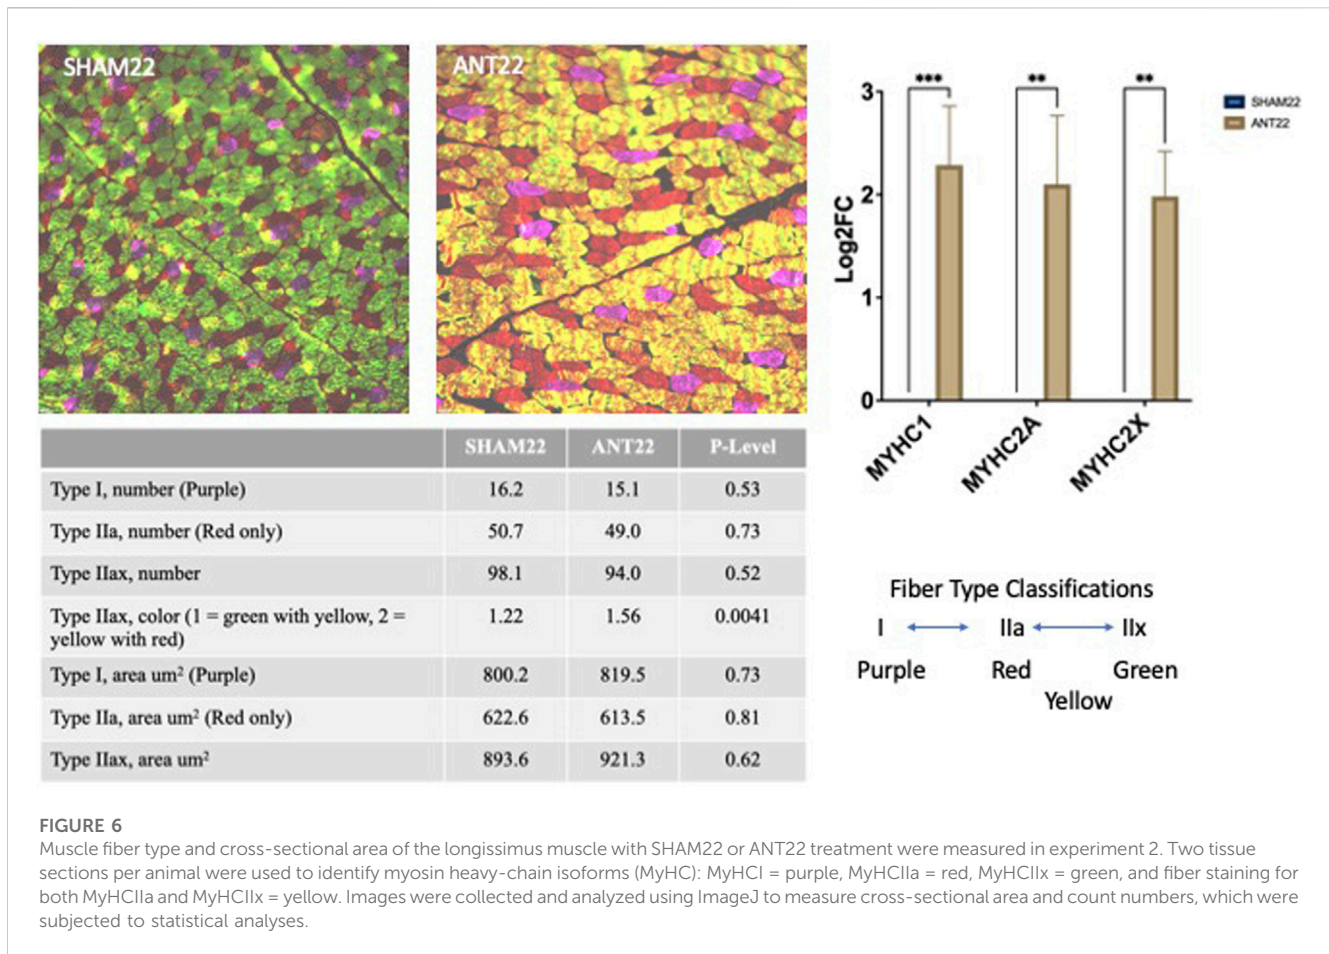 SHAM22
ANT22
*** ** **
3
2
1
0
Log2FC
MYHC1
MYHC2A
MYHC2X
SHAM22
ANT22
SHAM22 ANT22 P-Level
Type I, number (Purple) 16.2 15.1 0.53
Type IIa, number (Red only) 50.7 49.0 0.73
Type IIax, number 98.1 94.0 0.52
Type IIax, color (1 = green with yellow, 2 = 1.22 1.56 0.0041
yellow with red)
Type I, area um² (Purple) 800.2 819.5 0.73
Type IIa, area um² (Red only) 622.6 613.5 0.81
Type IIax, area um² 893.6 921.3 0.62
Fiber Type Classifications
I IIa IIx
Purple Red Green
Yellow
FIGURE 6
Muscle fiber type and cross-sectional area of the longissimus muscle with SHAM22 or ANT22 treatment were measured in experiment 2. Two tissue
sections per animal were used to identify myosin heavy-chain isoforms (MyHC): MyHCI = purple, MyHCIIa = red, MyHCIIx = green, and fiber staining for
both MyHCIIa and MyHCIIx = yellow. Images were collected and analyzed using ImageJ to measure cross-sectional area and count numbers, which were
subjected to statistical analyses.